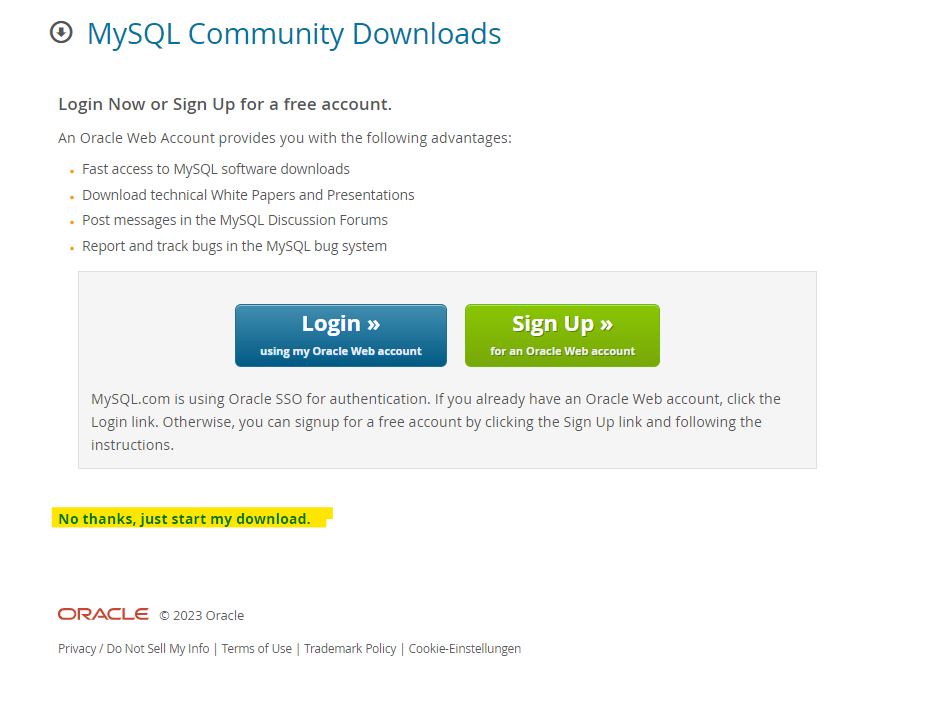 MySQL Community Downloads
Login Now or Sign Up for a free account.
An Oracle Web Account provides you with the following advantages:
Fast access to MySQL software downloads
Download technical White Papers and Presentations
Post messages in the MySQL Discussion Forums
Report and track bugs in the MySQL bug system
Login »
using my Oracle Web account
Sign Up »
for an Oracle Web account
MySQL.com is using Oracle SSO for authentication. If you already have an Oracle Web account, click the
Login link. Otherwise, you can signup for a free account by clicking the Sign Up link and following the
instructions.
No thanks, just start my download.
ORACLE © 2023 Oracle
Privacy / Do Not Sell My Info | Terms of Use | Trademark Policy | Cookie-Einstellungen